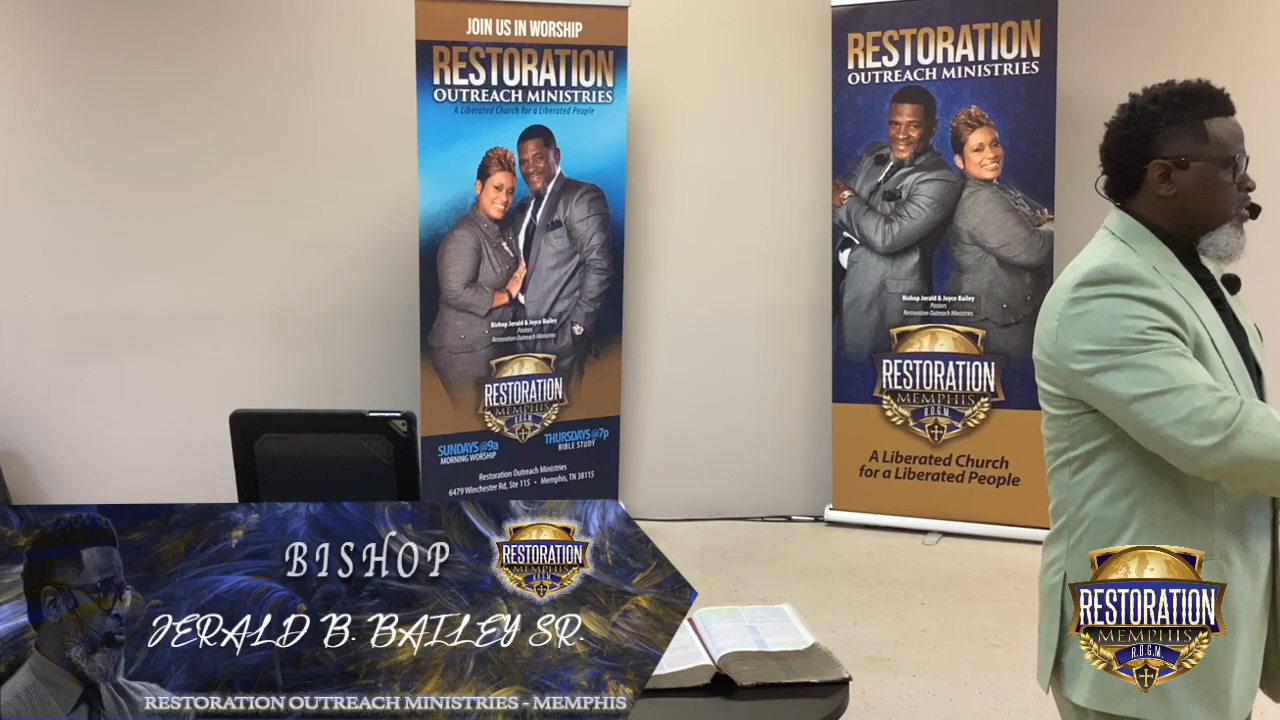 JOIN US IN WORSHIP
RESTORATION
OUTREACH MINISTRIES
A Liberated Church for a Liberated People
Bishop Jerald & Joyce Bailey
Pastors
Restoration Outreach Ministries
RESTORATION
MEMPHIS
R.O.G.M.
SUNDAYS @9a
MORNING WORSHIP
THURSDAYS @7p
BIBLE STUDY
Restoration Outreach Ministries
6479 Winchester Rd, Ste 115 • Memphis, TN 38115
RESTORATION
OUTREACH MINISTRIES
Bishop Jerald & Joyce Bailey
Pastors
Restoration Outreach Ministries
RESTORATION
MEMPHIS
R.O.G.M.
A Liberated Church
for a Liberated People
BISHOP
JERALD B. BAILEY SR.
RESTORATION OUTREACH MINISTRIES - MEMPHIS
RESTORATION
MEMPHIS
R.O.G.M.
RESTORATION
MEMPHIS
R.O.G.M.